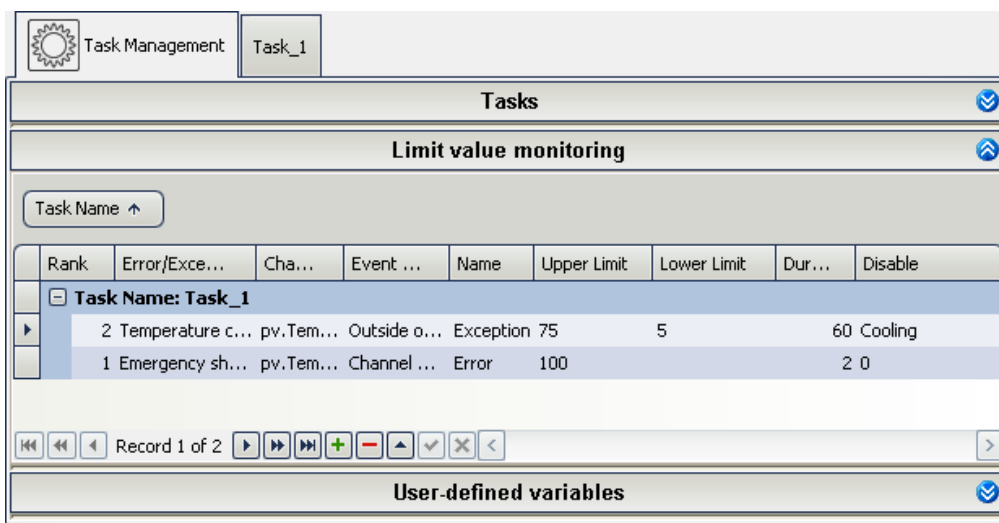 Task Management Task_1
Tasks
Limit value monitoring
Task Name
Rank Error/Exce... Cha... Event ... Name Upper Limit Lower Limit Dur... Disable
Task Name: Task_1
2 Temperature c... pv.Tem... Outside o... Exception 75 5 60 Cooling
1 Emergency sh... pv.Tem... Channel ... Error 100 2 0
Record 1 of 2
User-defined variables